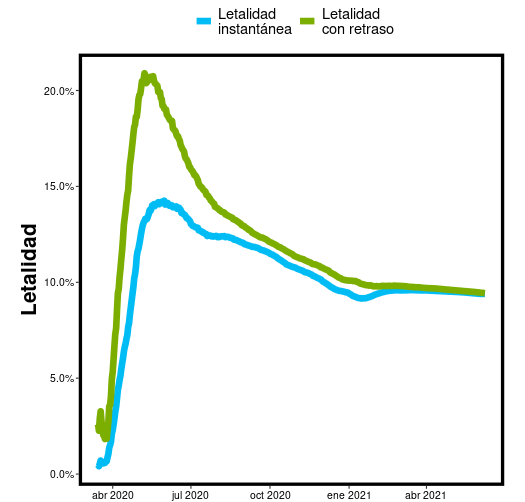 Letalidad
instantánea
Letalidad
con retraso
Letalidad
20.0%
15.0%
10.0%
5.0%
0.0%
abr 2020
jul 2020
oct 2020
ene 2021
abr 2021